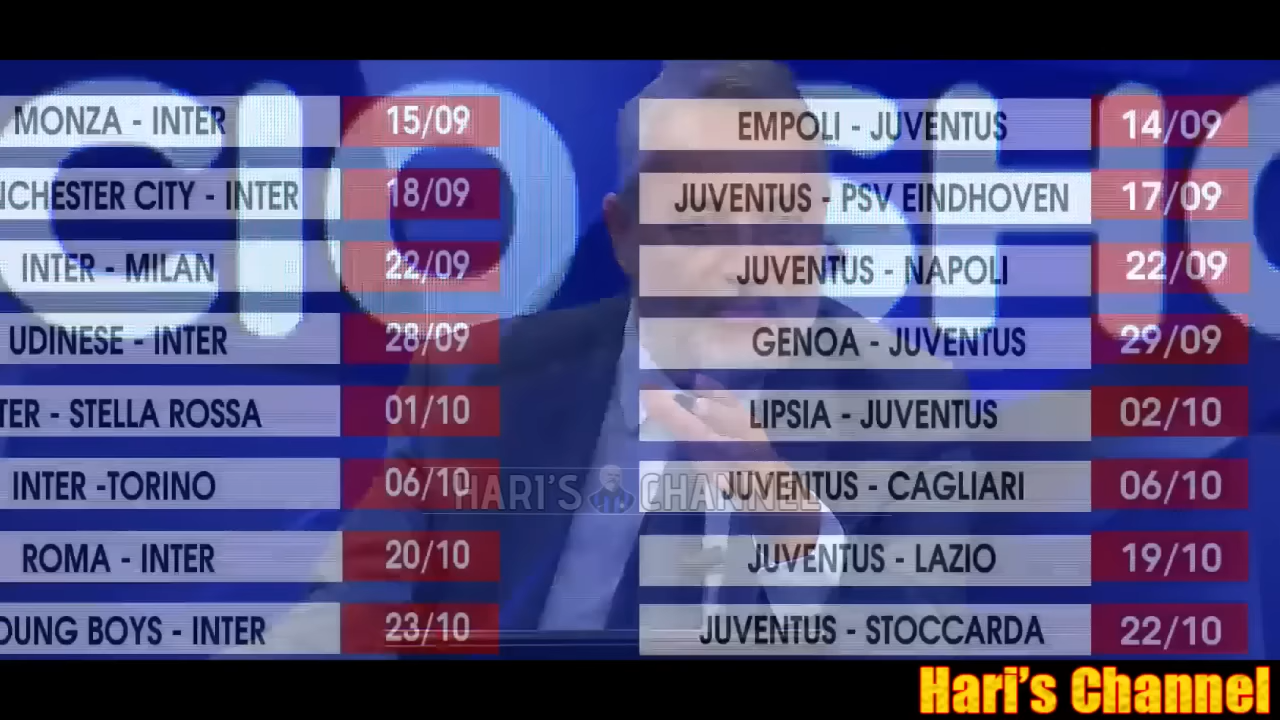 MONZA - INTER 15/09
NCHESTER CITY - INTER 18/09
INTER - MILAN 22/09
UDINESE - INTER 28/09
TER - STELLA ROSSA 01/10
INTER -TORINO 06/10
ROMA - INTER 20/10
OUNG BOYS - INTER 23/10
EMPOLI - JUVENTUS 14/09
JUVENTUS - PSV EINDHOVEN 17/09
JUVENTUS - NAPOLI 22/09
GENOA - JUVENTUS 29/09
LIPSIA - JUVENTUS 02/10
JUVENTUS - CAGLIARI 06/10
JUVENTUS - LAZIO 19/10
JUVENTUS - STOCCARDA 22/10
CIO SHO
HARI'S CHANNEL
Hari's Channel